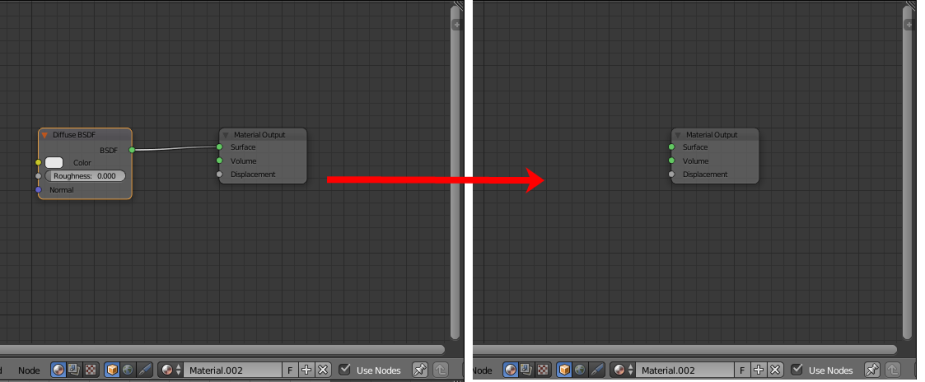 Diffuse BSDF
BSDF
Color
Roughness: 0.000
Normal
Material Output
Surface
Volume
Displacement
Node
Material.002
F
Use Nodes
Material Output
Surface
Volume
Displacement
Node
Material.002
F
Use Nodes